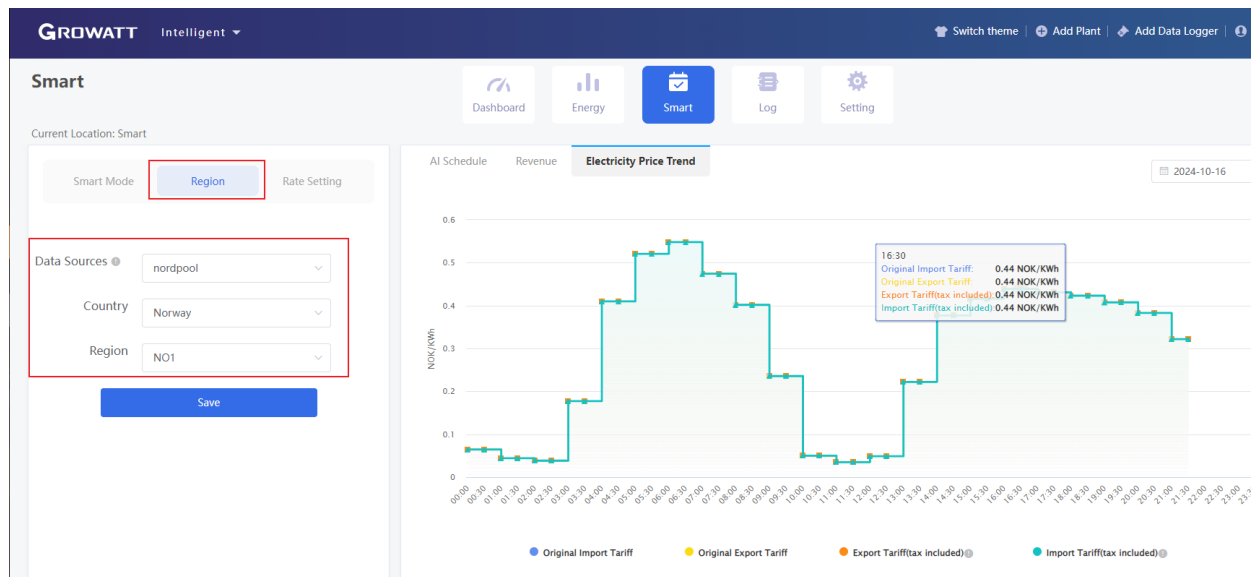 GROWATT Intelligent Switch theme Add Plant Add Data Logger
Smart
Dashboard Energy Smart Log Setting
Current Location: Smart
Smart Mode Region Rate Setting
Data Sources nordpool
Country Norway
Region NO1
Save
AI Schedule Revenue Electricity Price Trend
2024-10-16
NOK/KWh
0.6
0.5
0.4
0.3
0.2
0.1
0
16:30
Original Import Tariff: 0.44 NOK/KWh
Original Export Tariff: 0.44 NOK/KWh
Export Tariff(tax included): 0.44 NOK/KWh
Import Tariff(tax included): 0.44 NOK/KWh
00:00 00:30 01:00 01:30 02:00 02:30 03:00 03:30 04:00 04:30 05:00 05:30 06:00 06:30 07:00 07:30 08:00 08:30 09:00 09:30 10:00 10:30 11:00 11:30 12:00 12:30 13:00 13:30 14:00 14:30 15:00 15:30 16:00 16:30 17:00 17:30 18:00 18:30 19:00 19:30 20:00 20:30 21:00 21:30 22:00 22:30 23:00
Original Import Tariff Original Export Tariff Export Tariff(tax included) Import Tariff(tax included)